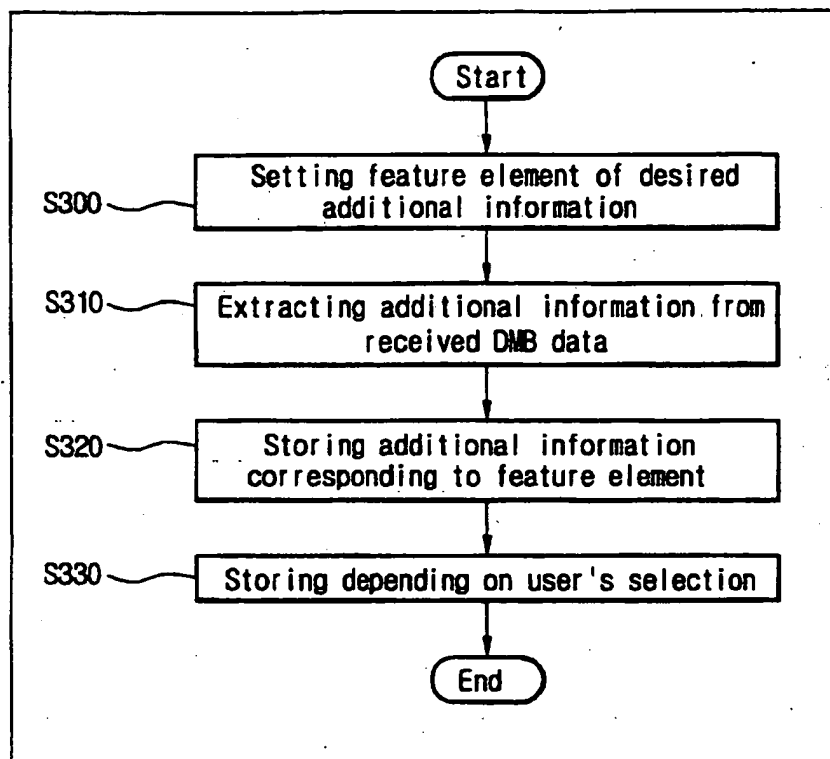 Start
S300
Setting feature element of desired
additional information
S310
Extracting additional information from
received DMB data
S320
Storing additional information
corresponding to feature element
S330
Storing depending on user's selection
End